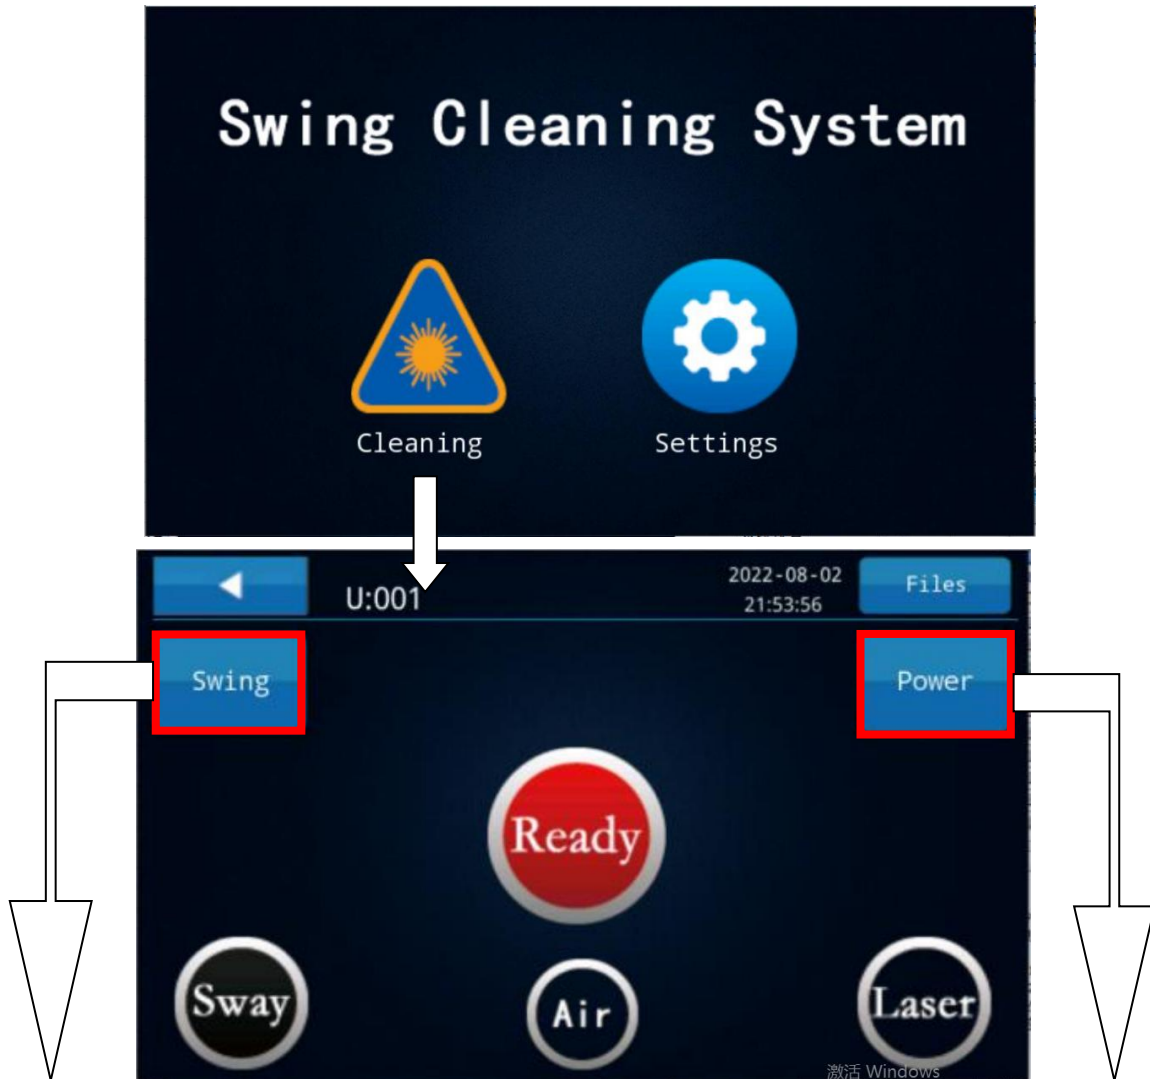 Swing Cleaning System
Cleaning
Settings
U:001
2022-08-02
21:53:56
Files
Swing
Power
Ready
Sway
Air
Laser
激活 Windows